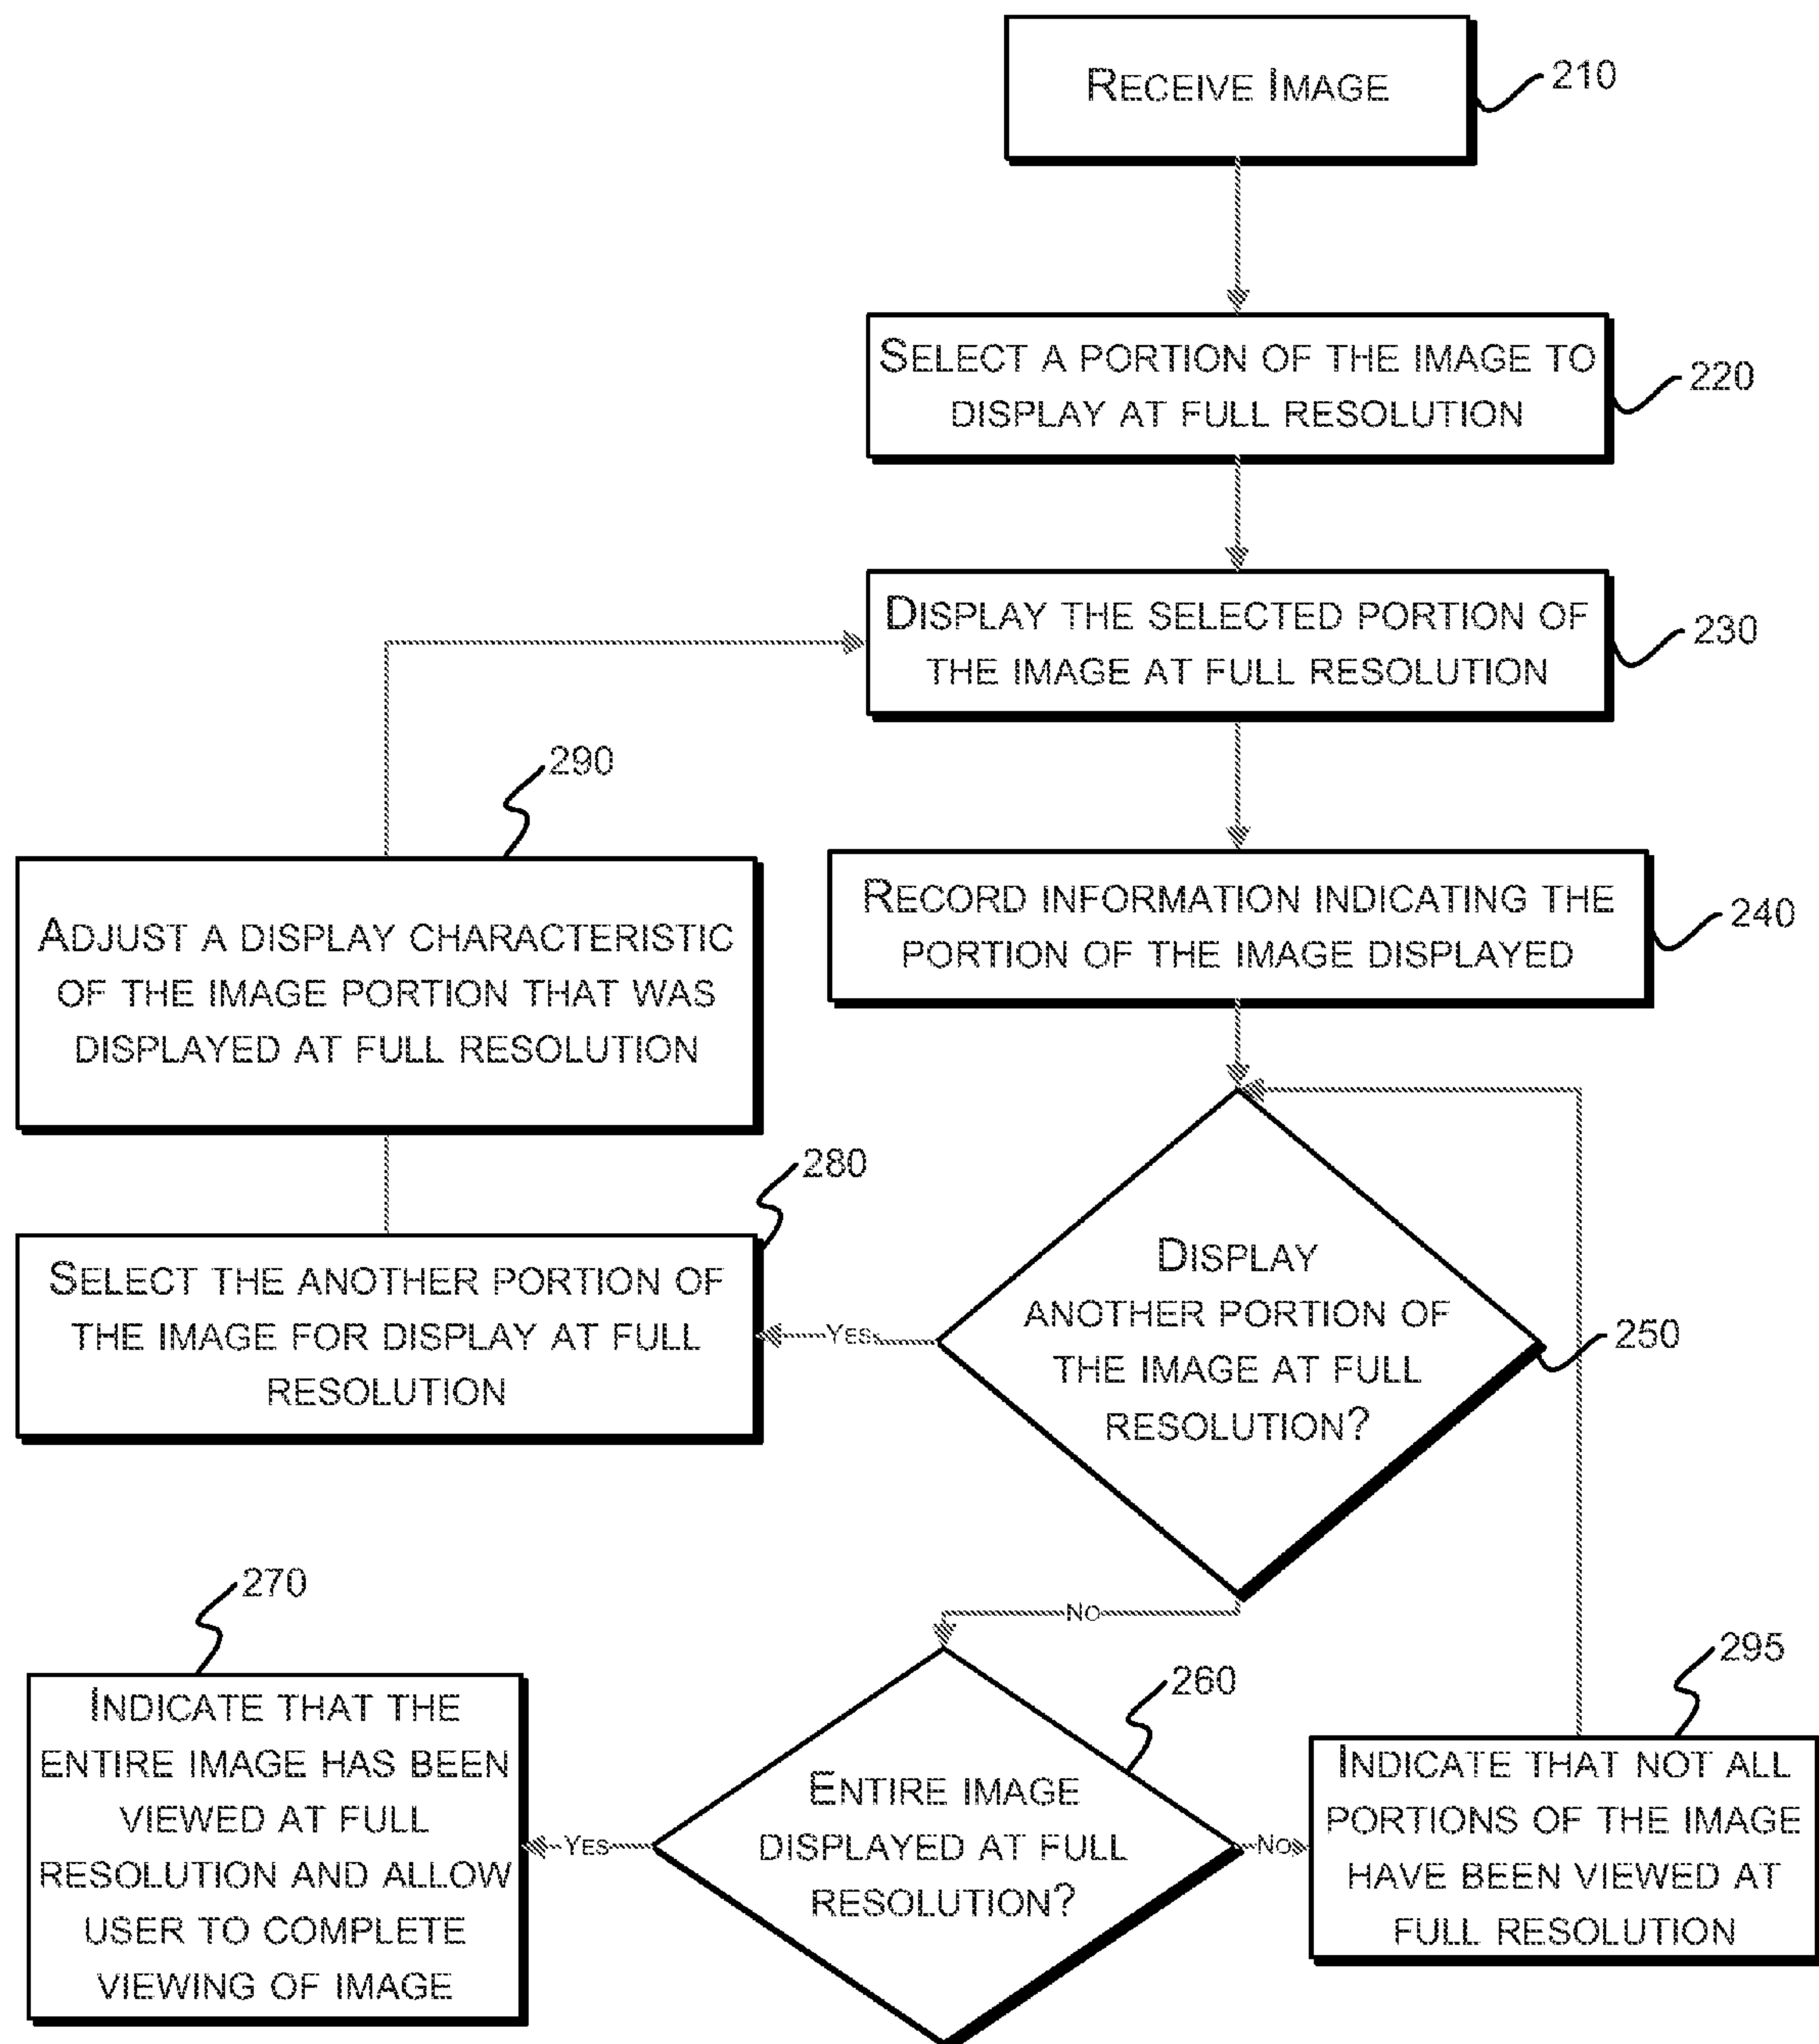 RECEIVE IMAGE
210
SELECT A PORTION OF THE IMAGE TO
DISPLAY AT FULL RESOLUTION
220
DISPLAY THE SELECTED PORTION OF
THE IMAGE AT FULL RESOLUTION
230
290
ADJUST A DISPLAY CHARACTERISTIC
OF THE IMAGE PORTION THAT WAS
DISPLAYED AT FULL RESOLUTION
RECORD INFORMATION INDICATING THE
PORTION OF THE IMAGE DISPLAYED
240
280
SELECT THE ANOTHER PORTION OF
THE IMAGE FOR DISPLAY AT FULL
RESOLUTION
YES
DISPLAY
ANOTHER PORTION OF
THE IMAGE AT FULL
RESOLUTION?
250
NO
270
INDICATE THAT THE
ENTIRE IMAGE HAS BEEN
VIEWED AT FULL
RESOLUTION AND ALLOW
USER TO COMPLETE
VIEWING OF IMAGE
YES
260
ENTIRE IMAGE
DISPLAYED AT FULL
RESOLUTION?
NO
295
INDICATE THAT NOT ALL
PORTIONS OF THE IMAGE
HAVE BEEN VIEWED AT
FULL RESOLUTION